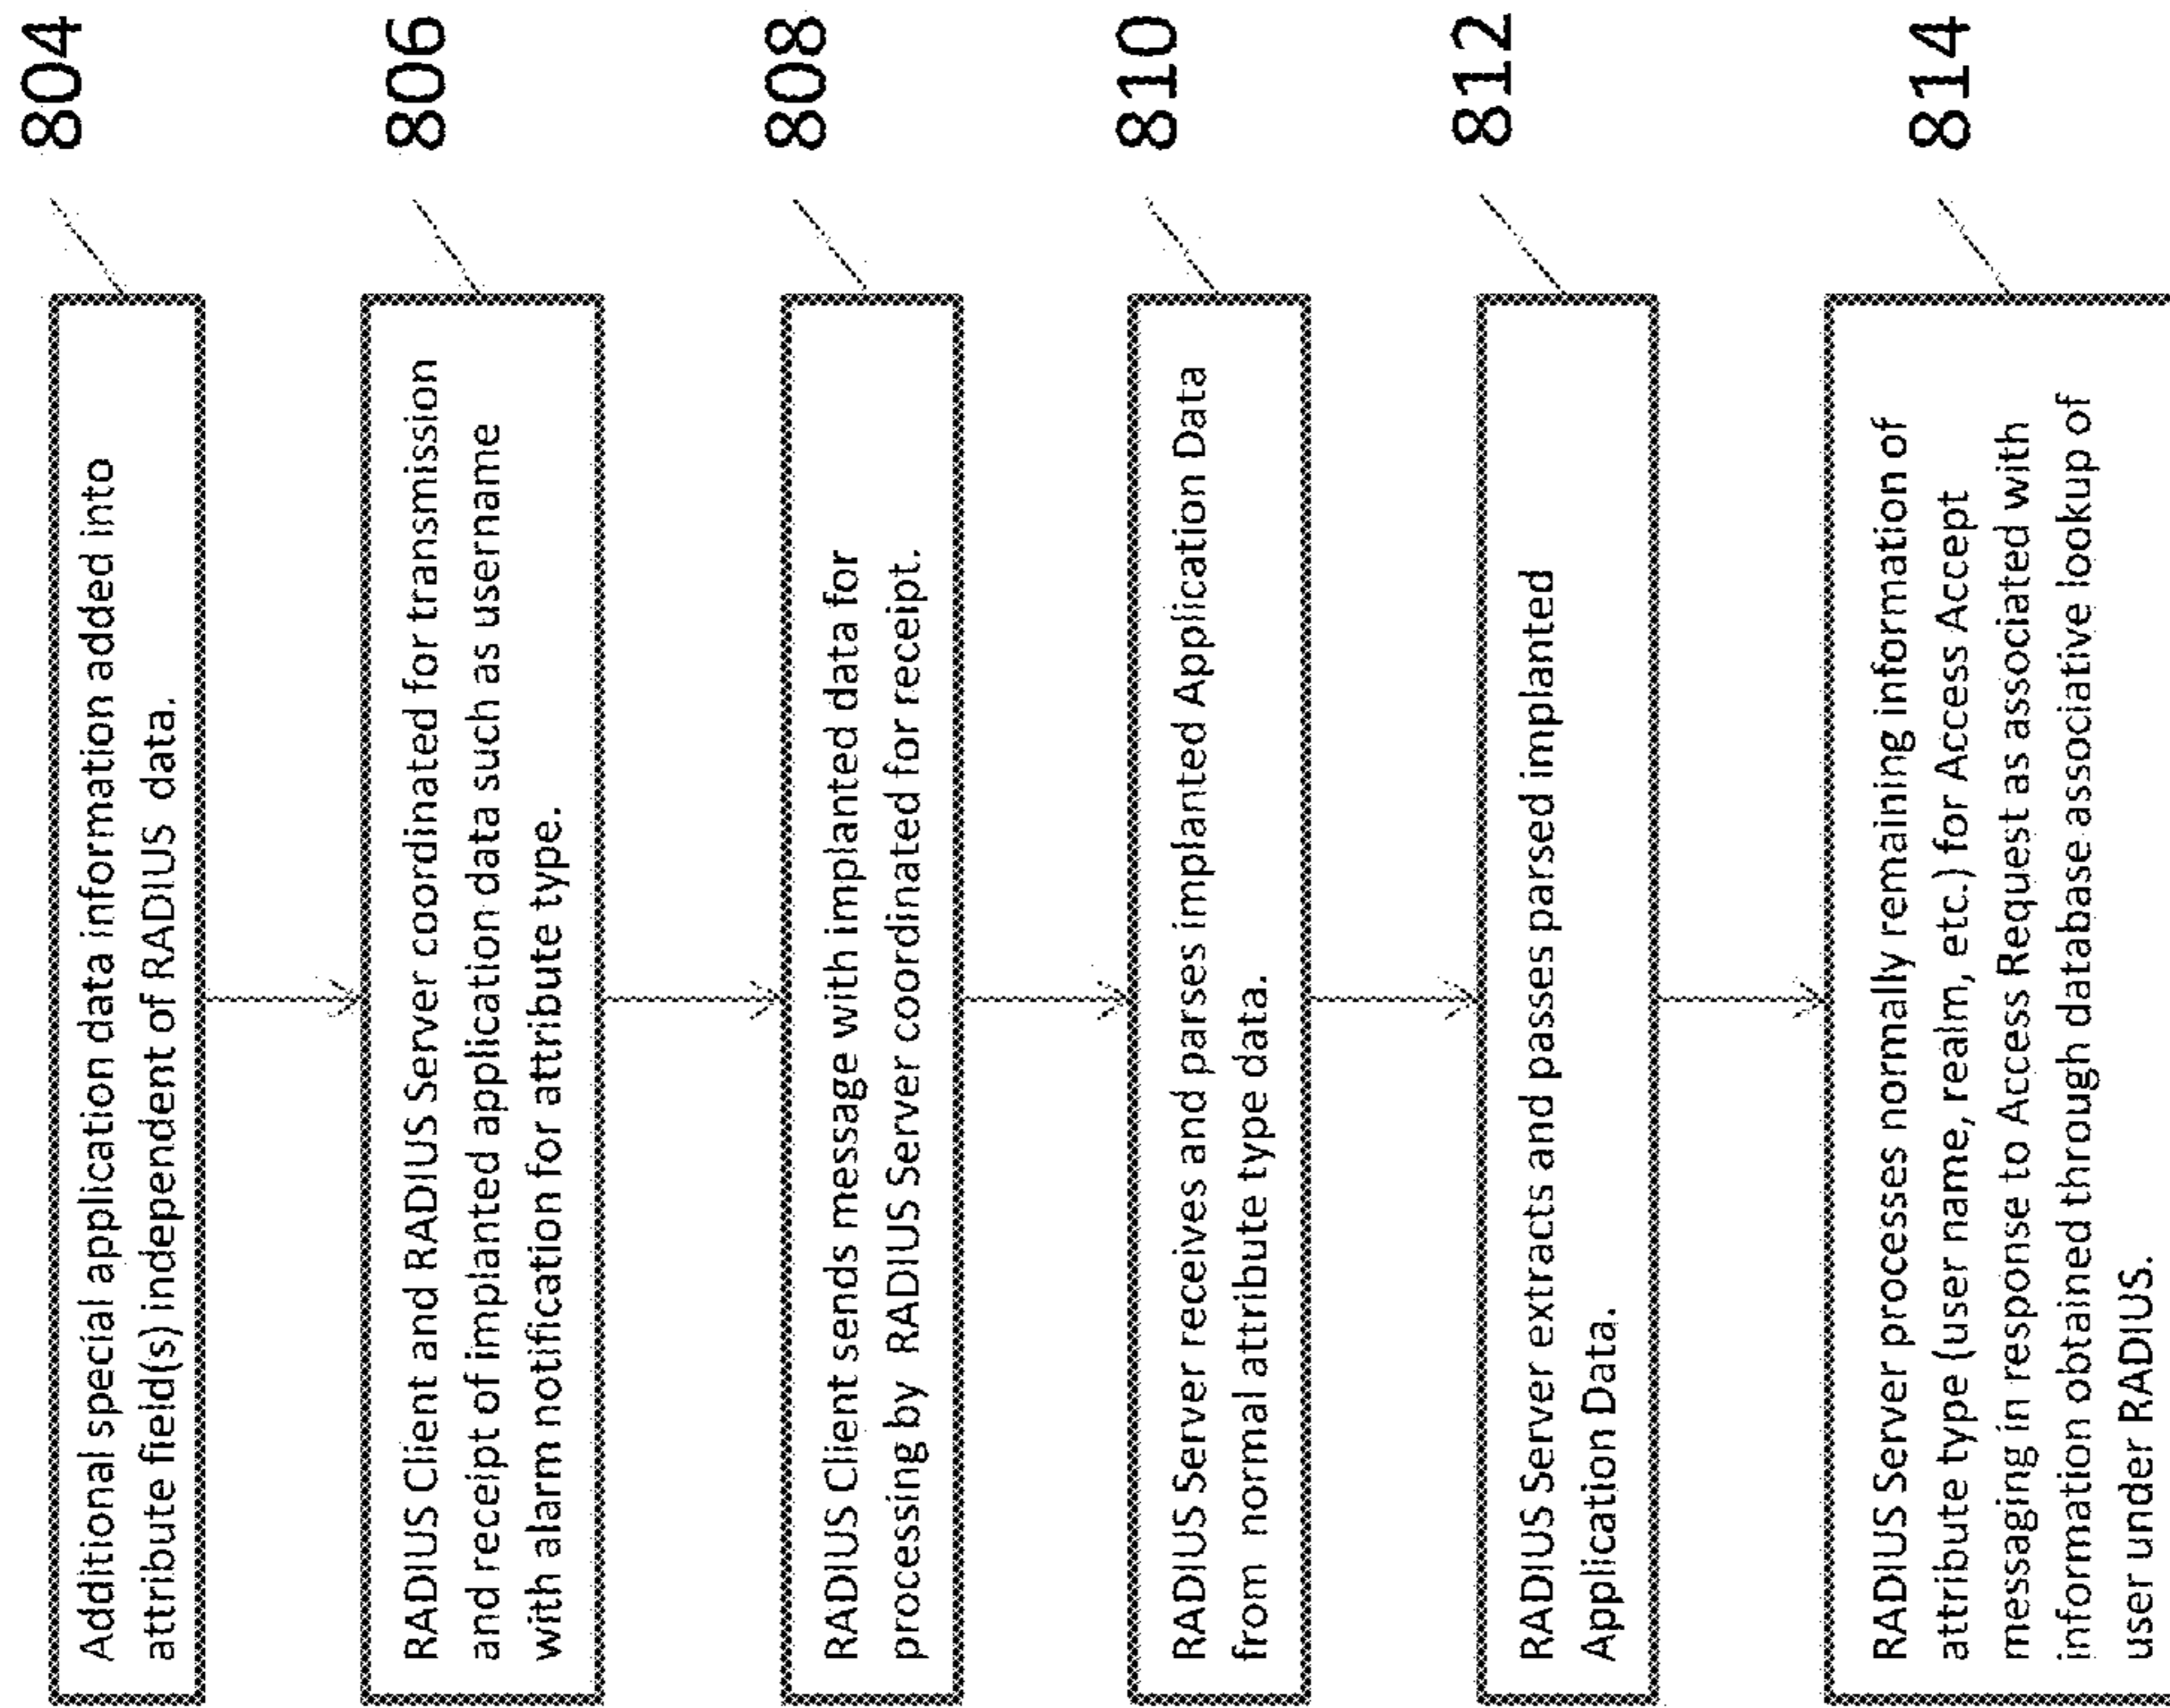 804
Additional special application data information added into
attribute field(s) independent of RADIUS data.
806
RADIUS Client and RADIUS Server coordinated for transmission
and receipt of implanted application data such as username
with alarm notification for attribute type.
808
RADIUS Client sends message with implanted data for
processing by RADIUS Server coordinated for receipt.
810
RADIUS Server receives and parses implanted Application Data
from normal attribute type data.
812
RADIUS Server extracts and passes parsed implanted
Application Data.
814
RADIUS Server processes normally remaining information of
attribute type (user name, realm, etc.) for Access Accept
messaging in response to Access Request as associated with
information obtained through database associative lookup of
user under RADIUS.